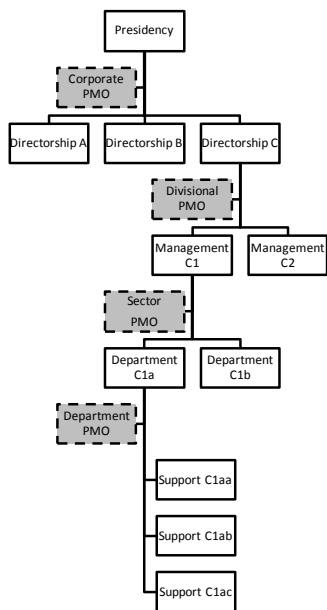 Presidency
Corporate
PMO
Directorship A
Directorship B
Directorship C
Divisional
PMO
Management
C1
Management
C2
Sector
PMO
Department
C1a
Department
C1b
Department
PMO
Support C1aa
Support C1ab
Support C1ac